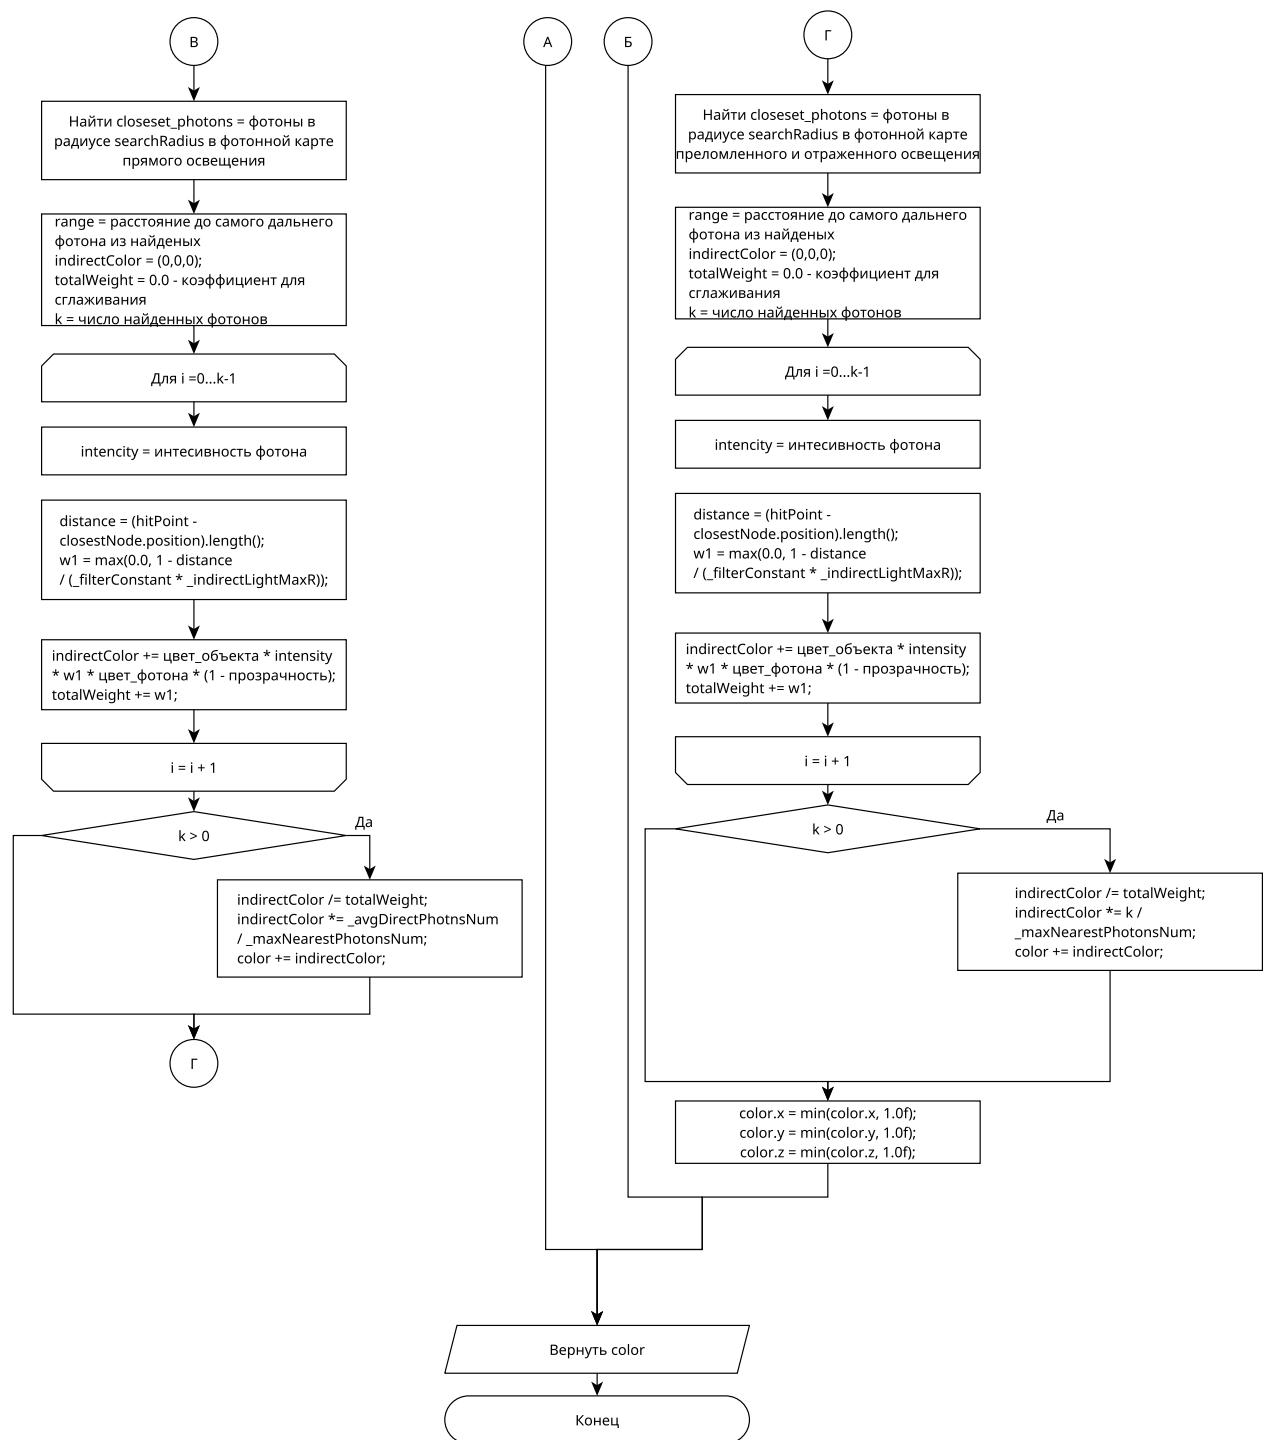 В
Найти closeset_photons = фотоны в
радиусе searchRadius в фотонной карте
прямого освещения
range = расстояние до самого дальнего
фотона из найденых
indirectColor = (0,0,0);
totalWeight = 0.0 - коэффициент для
сглаживания
k = число найденных фотонов
Для i =0...k-1
intencity = интесивность фотона
distance = (hitPoint -
closestNode.position).length();
w1 = max(0.0, 1 - distance
/ (_filterConstant * _indirectLightMaxR));
indirectColor += цвет_объекта * intensity
* w1 * цвет_фотона * (1 - прозрачность);
totalWeight += w1;
i = i + 1
k > 0
Да
indirectColor /= totalWeight;
indirectColor *= _avgDirectPhotnsNum
/ _maxNearestPhotonsNum;
color += indirectColor;
Г
А
Б
Г
Найти closeset_photons = фотоны в
радиусе searchRadius в фотонной карте
преломленного и отраженного освещения
range = расстояние до самого дальнего
фотона из найденых
indirectColor = (0,0,0);
totalWeight = 0.0 - коэффициент для
сглаживания
k = число найденных фотонов
Для i =0...k-1
intencity = интесивность фотона
distance = (hitPoint -
closestNode.position).length();
w1 = max(0.0, 1 - distance
/ (_filterConstant * _indirectLightMaxR));
indirectColor += цвет_объекта * intensity
* w1 * цвет_фотона * (1 - прозрачность);
totalWeight += w1;
i = i + 1
k > 0
Да
indirectColor /= totalWeight;
indirectColor *= k /
_maxNearestPhotonsNum;
color += indirectColor;
color.x = min(color.x, 1.0f);
color.y = min(color.y, 1.0f);
color.z = min(color.z, 1.0f);
Вернуть color
Конец